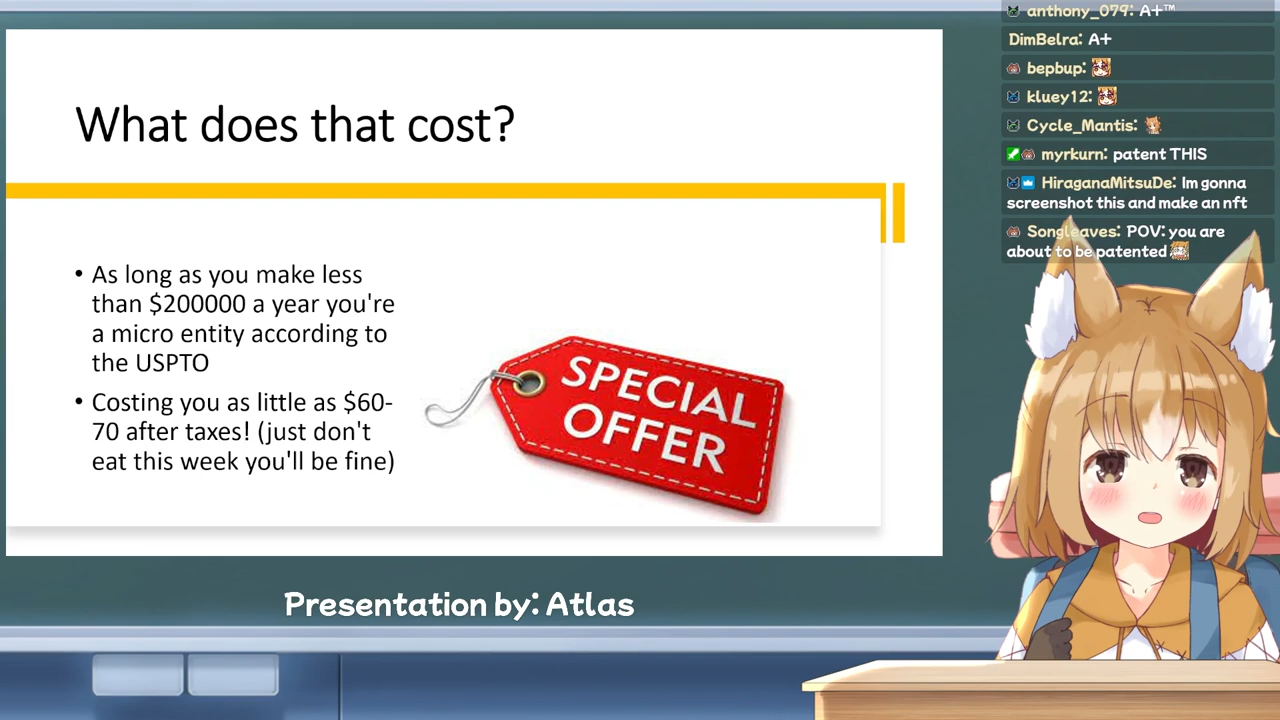 What does that cost?
• As long as you make less
than $200000 a year you're
a micro entity according to
the USPTO
• Costing you as little as $60-
70 after taxes! (just don't
eat this week you'll be fine)
SPECIAL
OFFER
Presentation by: Atlas
anthony_079: A+™
DimBelra: A+
bepbup:
kluey12:
Cycle_Mantis:
myrkurn: patent THIS
HiraganaMitsuDe: Im gonna
screenshot this and make an nft
Songleaves: POV: you are
about to be patented